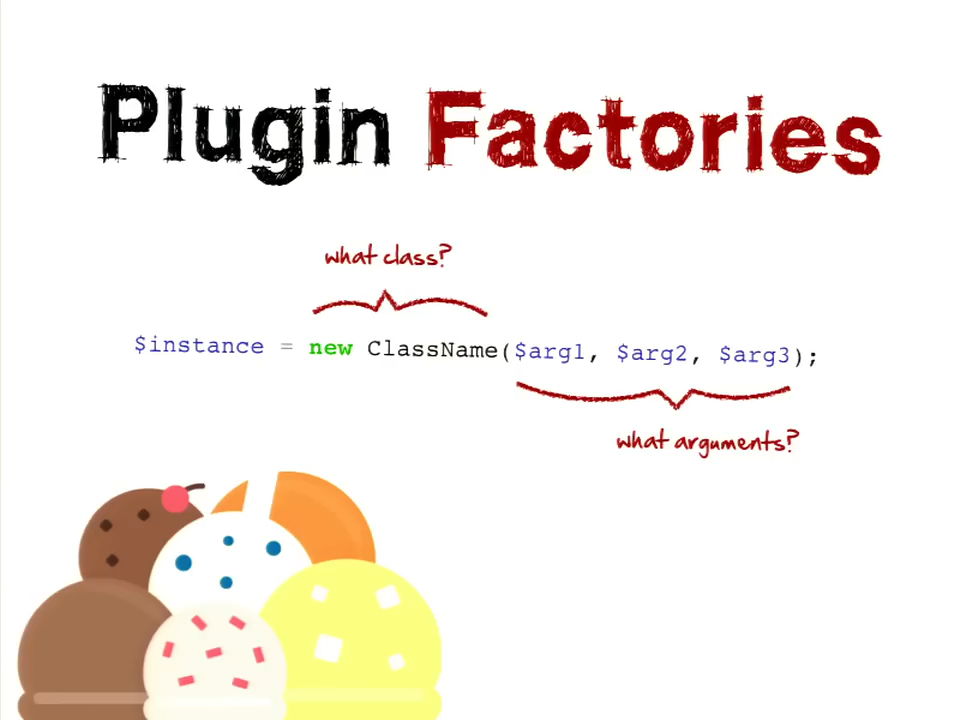 Plugin Factories
what class?
$instance = new ClassName($arg1, $arg2, $arg3);
what arguments?